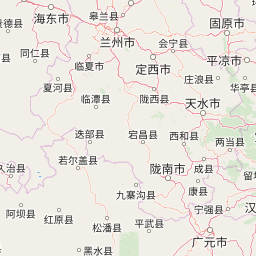 海东市
皋兰县
固原市
兰州市
会宁县
同仁县
平凉市
定西市
临夏市
庄浪县
夏河县
华亭县
临潭县
陇西县
天水市
迭部县
宕昌县
西和县
两当县
若尔盖县
久治县
陇南市
成县
康县
九寨沟县
阿坝县
红原县
宁强县
松潘县
平武县
广元市
黑水县